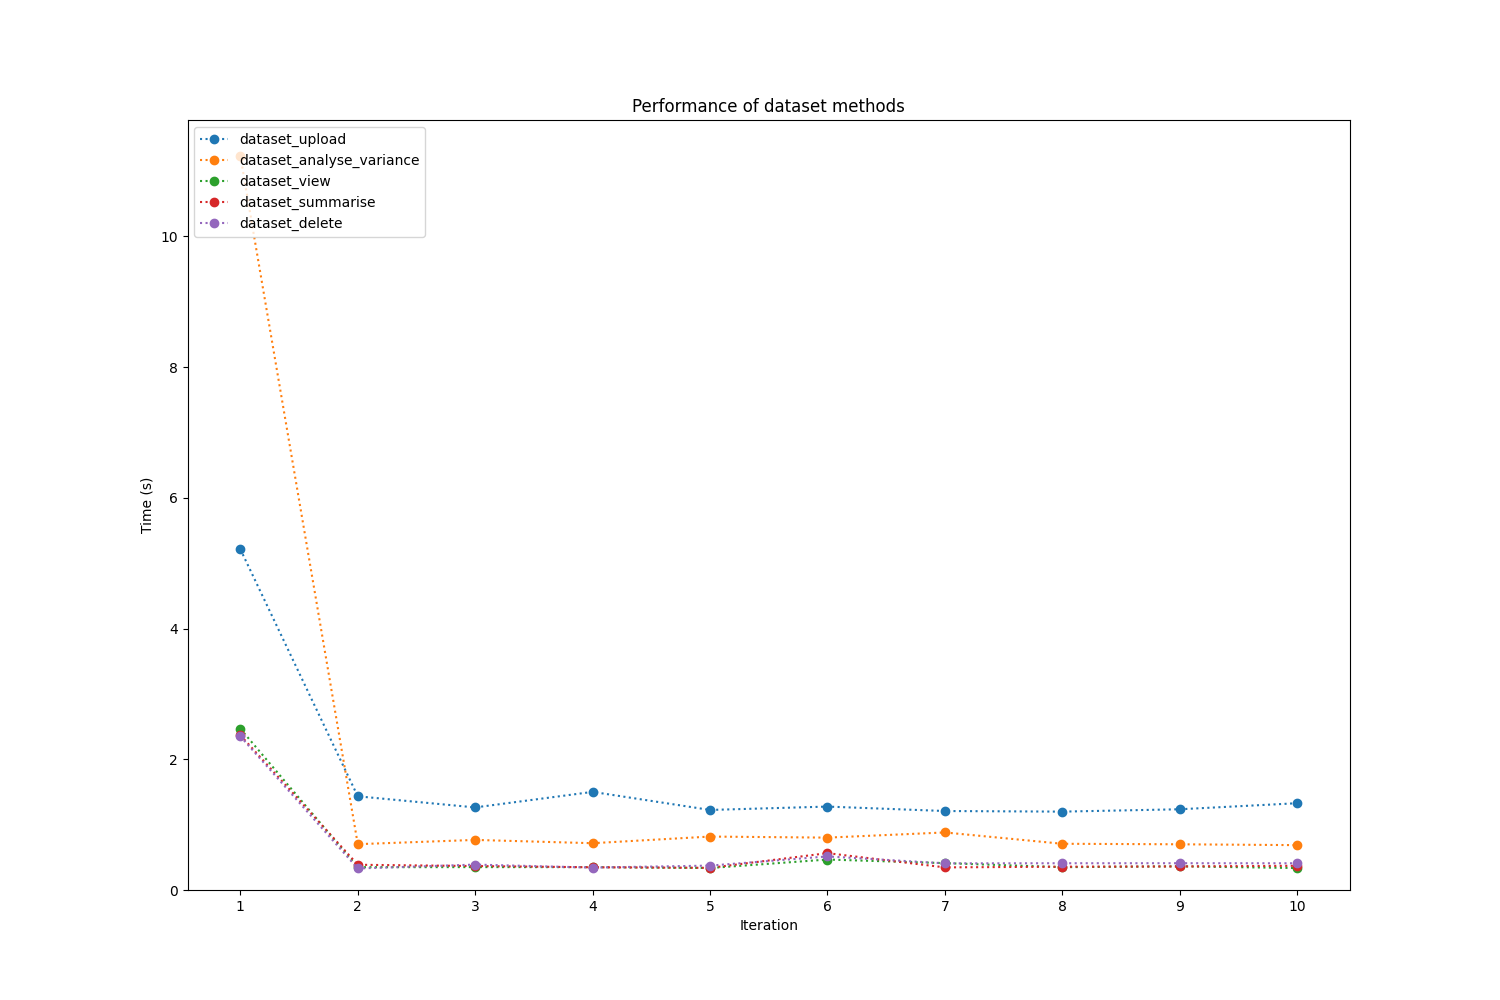 Performance of dataset methods
dataset_upload
dataset_analyse_variance
dataset_view
dataset_summarise
dataset_delete
10
8
6
4
2
0
Time (s)
1 2 3 4 5 6 7 8 9 10
Iteration